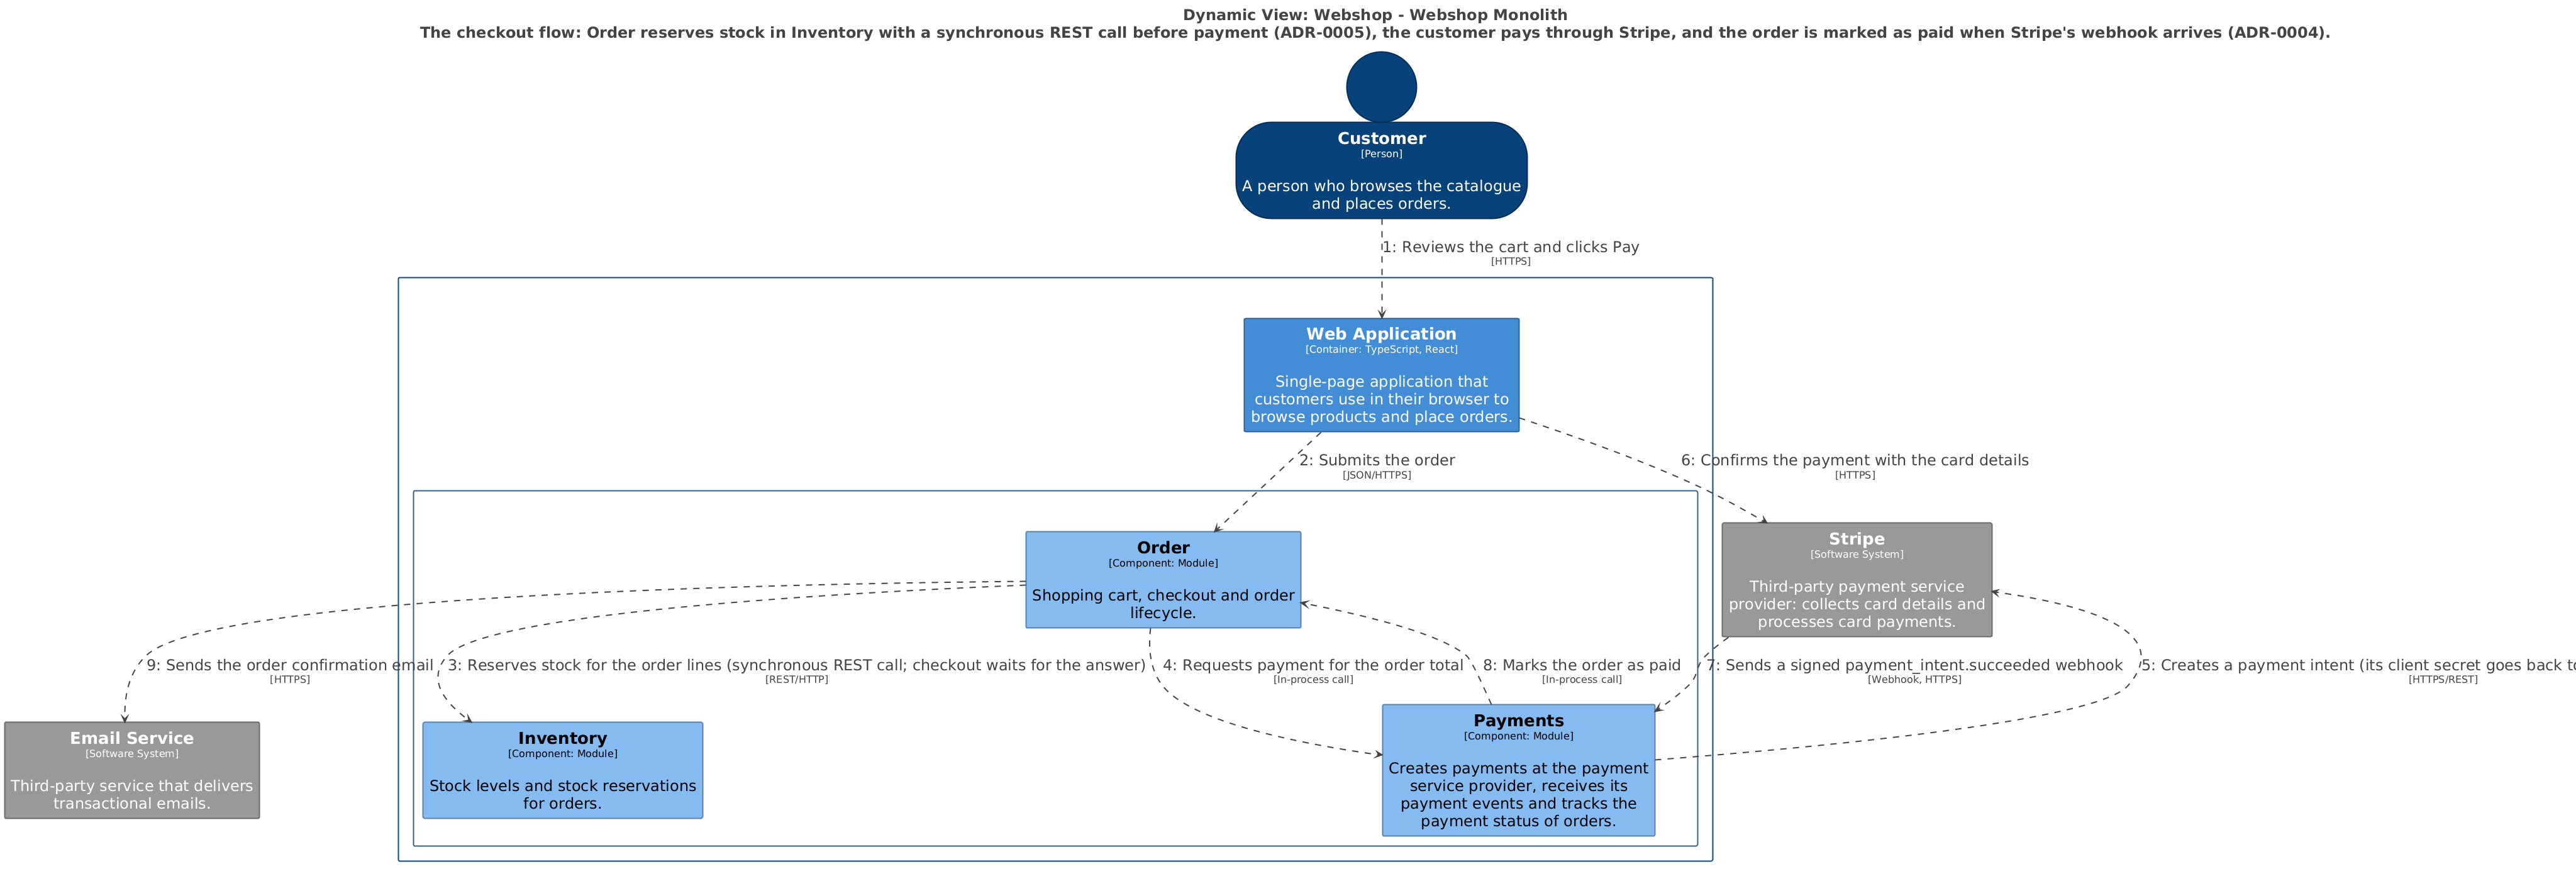 Dynamic View: Webshop - Webshop Monolith
The checkout flow: Order reserves stock in Inventory with a synchronous REST call before payment (ADR-0005), the customer pays through Stripe, and the order is marked as paid when Stripe's webhook arrives (ADR-0004).
Customer
[Person]
A person who browses the catalogue
and places orders.
1: Reviews the cart and clicks Pay
[HTTPS]
Web Application
[Container: TypeScript, React]
Single-page application that
customers use in their browser to
browse products and place orders.
2: Submits the order
[JSON/HTTPS]
6: Confirms the payment with the card details
[HTTPS]
Order
[Component: Module]
Shopping cart, checkout and order
lifecycle.
Stripe
[Software System]
Third-party payment service
provider: collects card details and
processes card payments.
9: Sends the order confirmation email
[HTTPS]
3: Reserves stock for the order lines (synchronous REST call; checkout waits for the answer)
[REST/HTTP]
4: Requests payment for the order total
[In-process call]
8: Marks the order as paid
[In-process call]
7: Sends a signed payment_intent.succeeded webhook
[Webhook, HTTPS]
5: Creates a payment intent (its client secret goes back
[HTTPS/REST]
Email Service
[Software System]
Third-party service that delivers
transactional emails.
Inventory
[Component: Module]
Stock levels and stock reservations
for orders.
Payments
[Component: Module]
Creates payments at the payment
service provider, receives its
payment events and tracks the
payment status of orders.